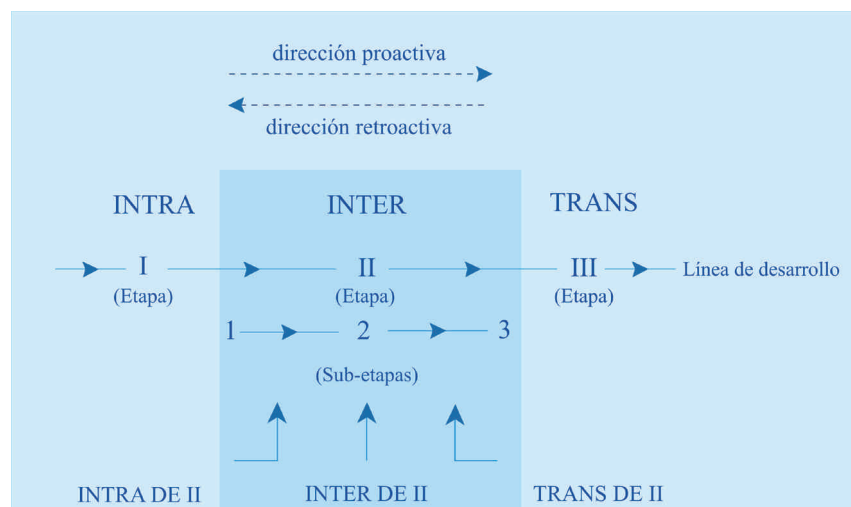 dirección proactiva
dirección retroactiva
INTRA INTER TRANS
I II III Línea de desarrollo
(Etapa) (Etapa) (Etapa)
1 2 3
(Sub-etapas)
INTRA DE II INTER DE II TRANS DE II